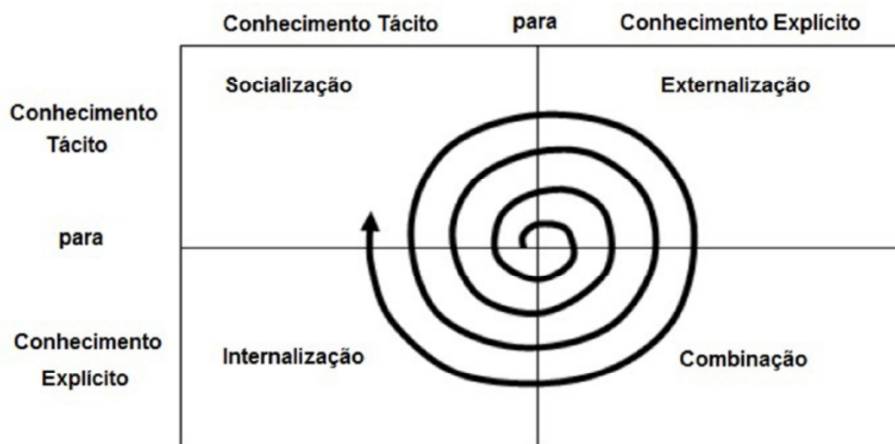 Conhecimento Tácito para Conhecimento Explícito
Socialização Externalização
Conhecimento
Tácito
para
Conhecimento
Explícito
Internalização Combinação